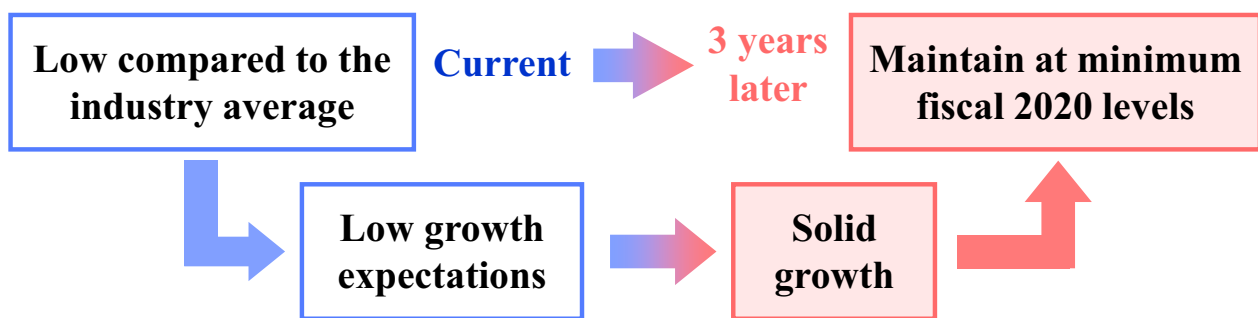 Low compared to the
industry average
Current
3 years
later
Maintain at minimum
fiscal 2020 levels
Low growth
expectations
Solid
growth